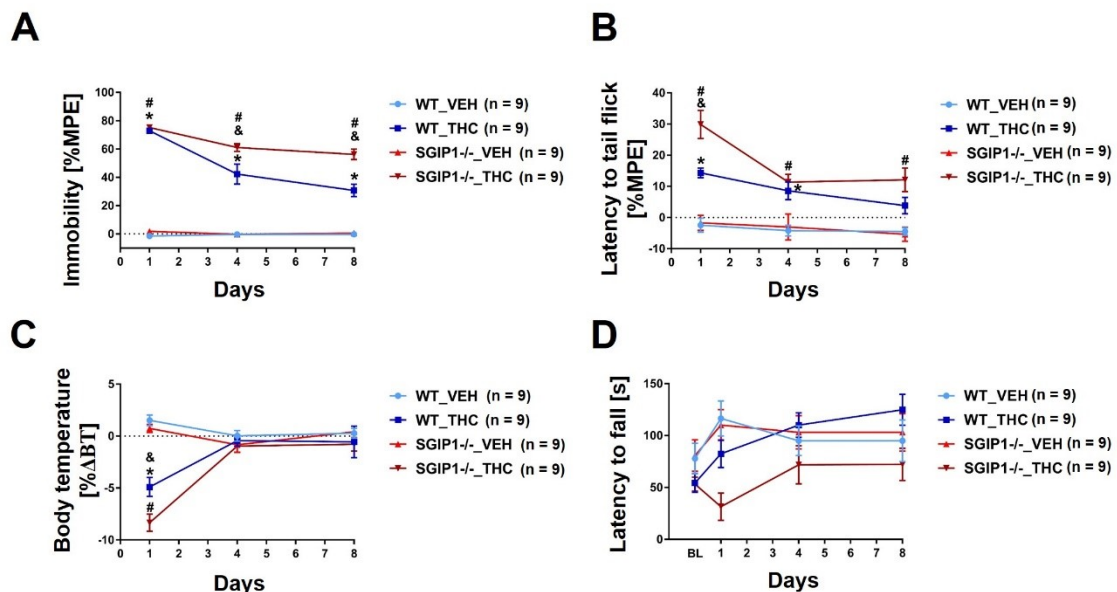 A
Immobility [%MPE]
100
80
60
40
20
0
#
*
#
&
*
#
&
*
0 1 2 3 4 5 6 7 8
Days
WT_VEH (n = 9)
WT_THC (n = 9)
SGIP1-/-_VEH (n = 9)
SGIP1-/-_THC (n = 9)
B
Latency to tail flick
[%MPE]
40
30
20
10
0
-10
#
&
*
#
*
#
0 1 2 3 4 5 6 7 8
Days
WT_VEH (n = 9)
WT_THC (n = 9)
SGIP1-/-_VEH (n = 9)
SGIP1-/-_THC (n = 9)
C
Body temperature
[%ΔBT]
5
0
-5
-10
&
*
#
0 1 2 3 4 5 6 7 8
Days
WT_VEH (n = 9)
WT_THC (n = 9)
SGIP1-/-_VEH (n = 9)
SGIP1-/-_THC (n = 9)
D
Latency to fall [s]
150
100
50
0
BL 1 2 3 4 5 6 7 8
Days
WT_VEH (n = 9)
WT_THC (n = 9)
SGIP1-/-_VEH (n = 9)
SGIP1-/-_THC (n = 9)